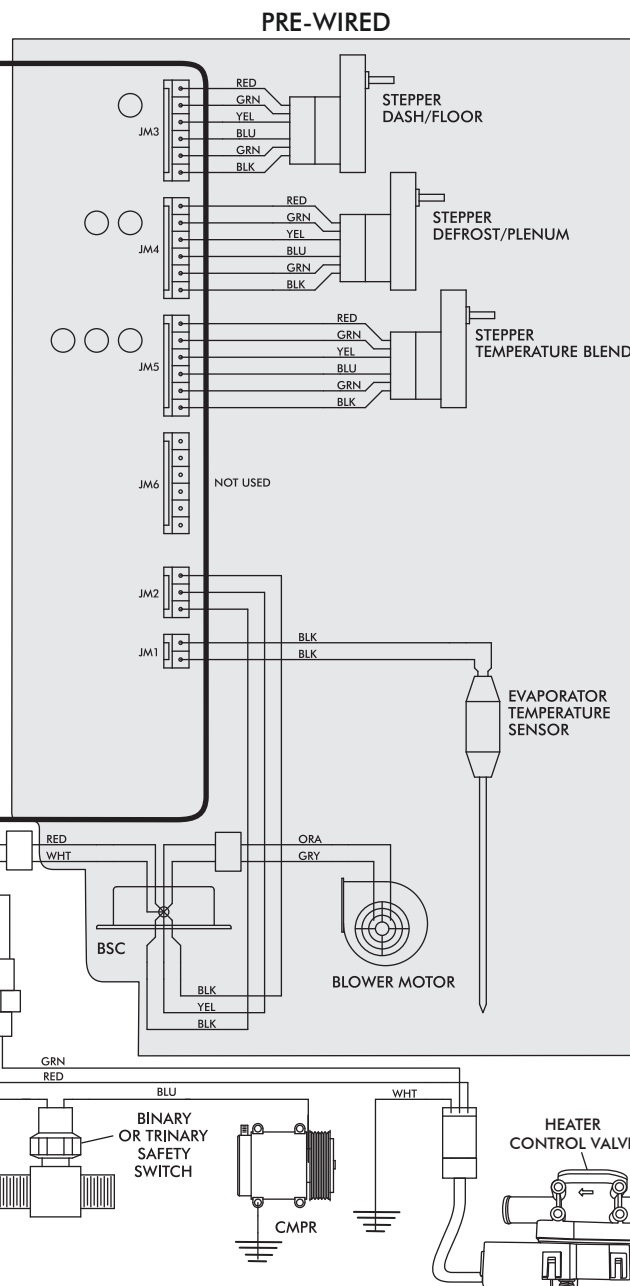 PRE-WIRED
RED
GRN
YEL
BLU
GRN
BLK
JM3
STEPPER
DASH/FLOOR
RED
GRN
YEL
BLU
GRN
BLK
JM4
STEPPER
DEFROST/PLENUM
RED
GRN
YEL
BLU
GRN
BLK
JM5
STEPPER
TEMPERATURE BLEND
JM6
NOT USED
JM2
JM1
BLK
BLK
EVAPORATOR
TEMPERATURE
SENSOR
RED
WHT
ORA
GRY
BSC
BLOWER MOTOR
BLK
YEL
BLK
GRN
RED
BLU
WHT
BINARY
OR TRINARY
SAFETY
SWITCH
CMPR
HEATER
CONTROL VALV